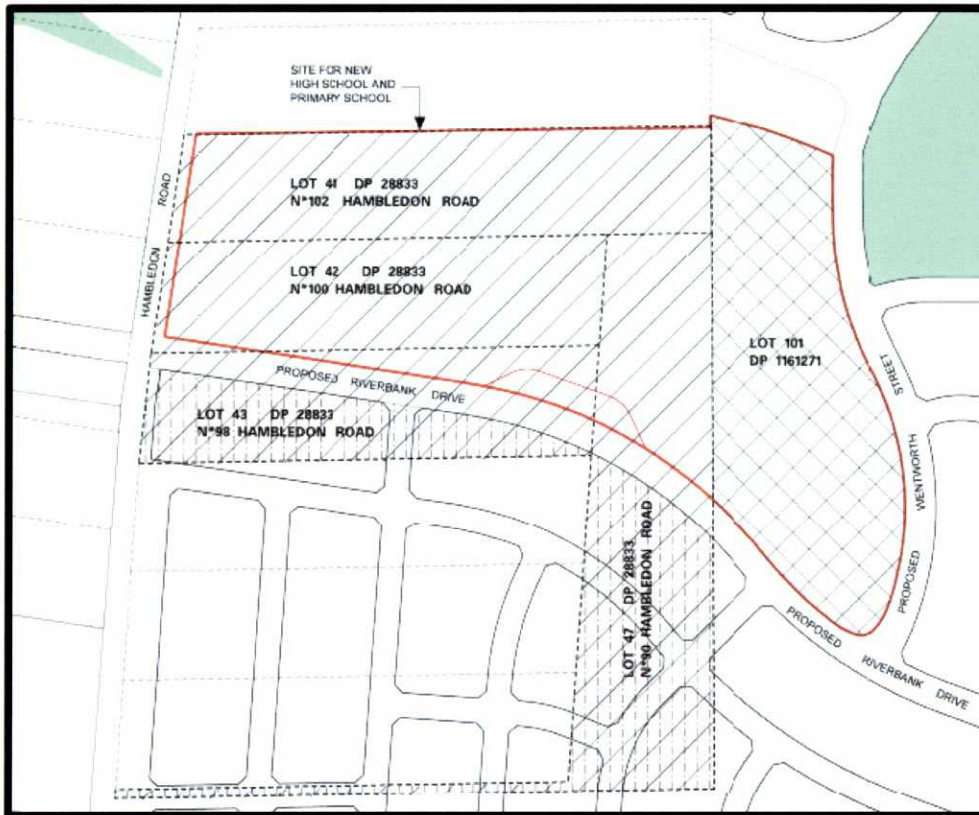 SITE FOR NEW
HIGH SCHOOL AND
PRIMARY SCHOOL
ROAD
HAMBLEDON
LOT 41 DP 28833
N°102 HAMBLEDON ROAD
LOT 42 DP 28833
N°100 HAMBLEDON ROAD
LOT 101
DP 1161271
PROPOSED RIVERBANK DRIVE
LOT 43 DP 28833
N°98 HAMBLEDON ROAD
STREET
WENTWORTH
PROPOSED
LOT 47 DP 28833
N°90 HAMBLEDON ROAD
PROPOSED RIVERBANK DRIVE